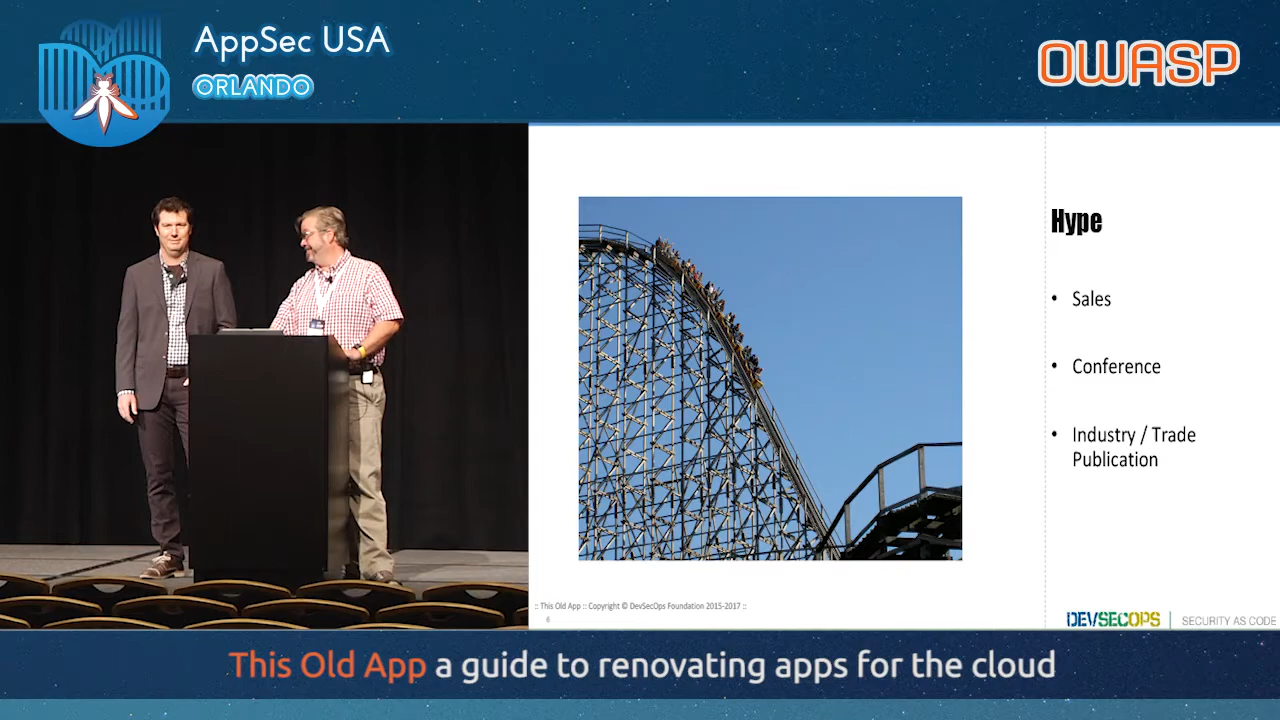 AppSec USA
ORLANDO
OWASP
Hype
• Sales
• Conference
• Industry / Trade
Publication
:: This Old App :: Copyright © DevSecOps Foundation 2015-2017 ::
6
DEVSECOPS | SECURITY AS CODE
This Old App a guide to renovating apps for the cloud